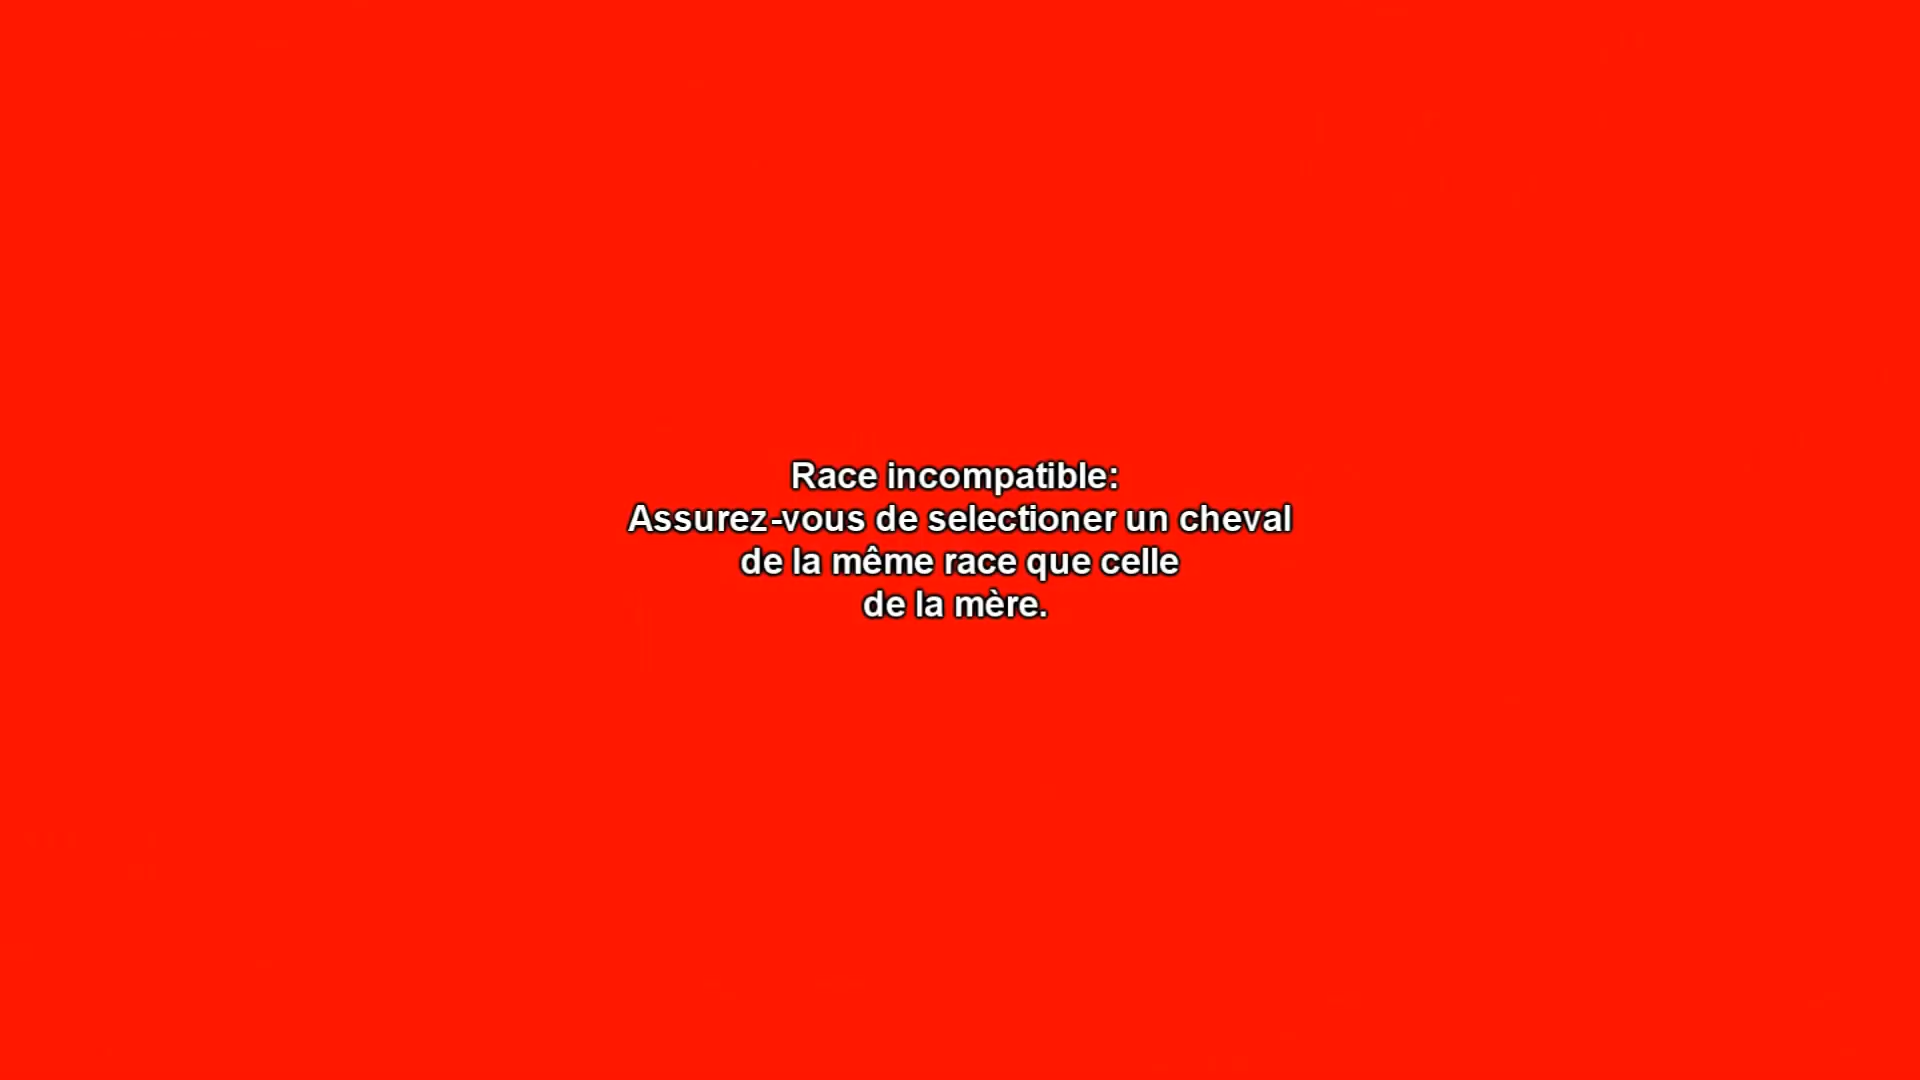 Race incompatible:
Assurez-vous de selectioner un cheval
de la même race que celle
de la mère.